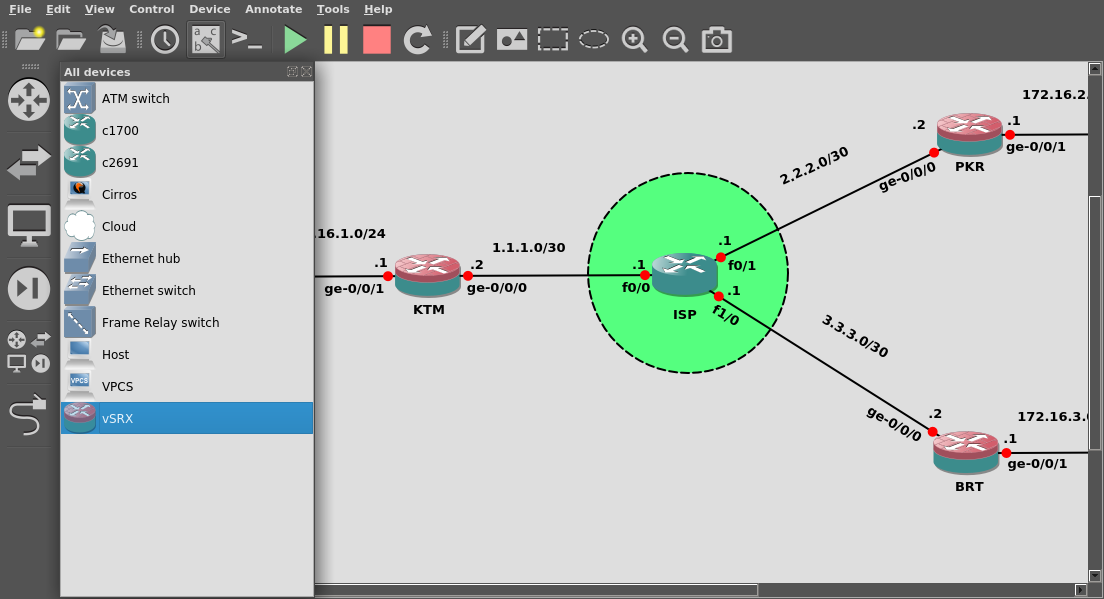 File Edit View Control Device Annotate Tools Help
All devices
ATM switch
c1700
c2691
Cirros
Cloud
Ethernet hub
Ethernet switch
Frame Relay switch
Host
VPCS
VPCS
vSRX
.16.1.0/24
.1
ge-0/0/1
KTM
1.1.1.0/30
.2
ge-0/0/0
.1
f0/0
ISP
.1
f0/1
.1
f1/0
2.2.2.0/30
.2
ge-0/0/0
172.16.2.
.1
ge-0/0/1
PKR
3.3.3.0/30
.2
ge-0/0/0
172.16.3.
.1
ge-0/0/1
BRT